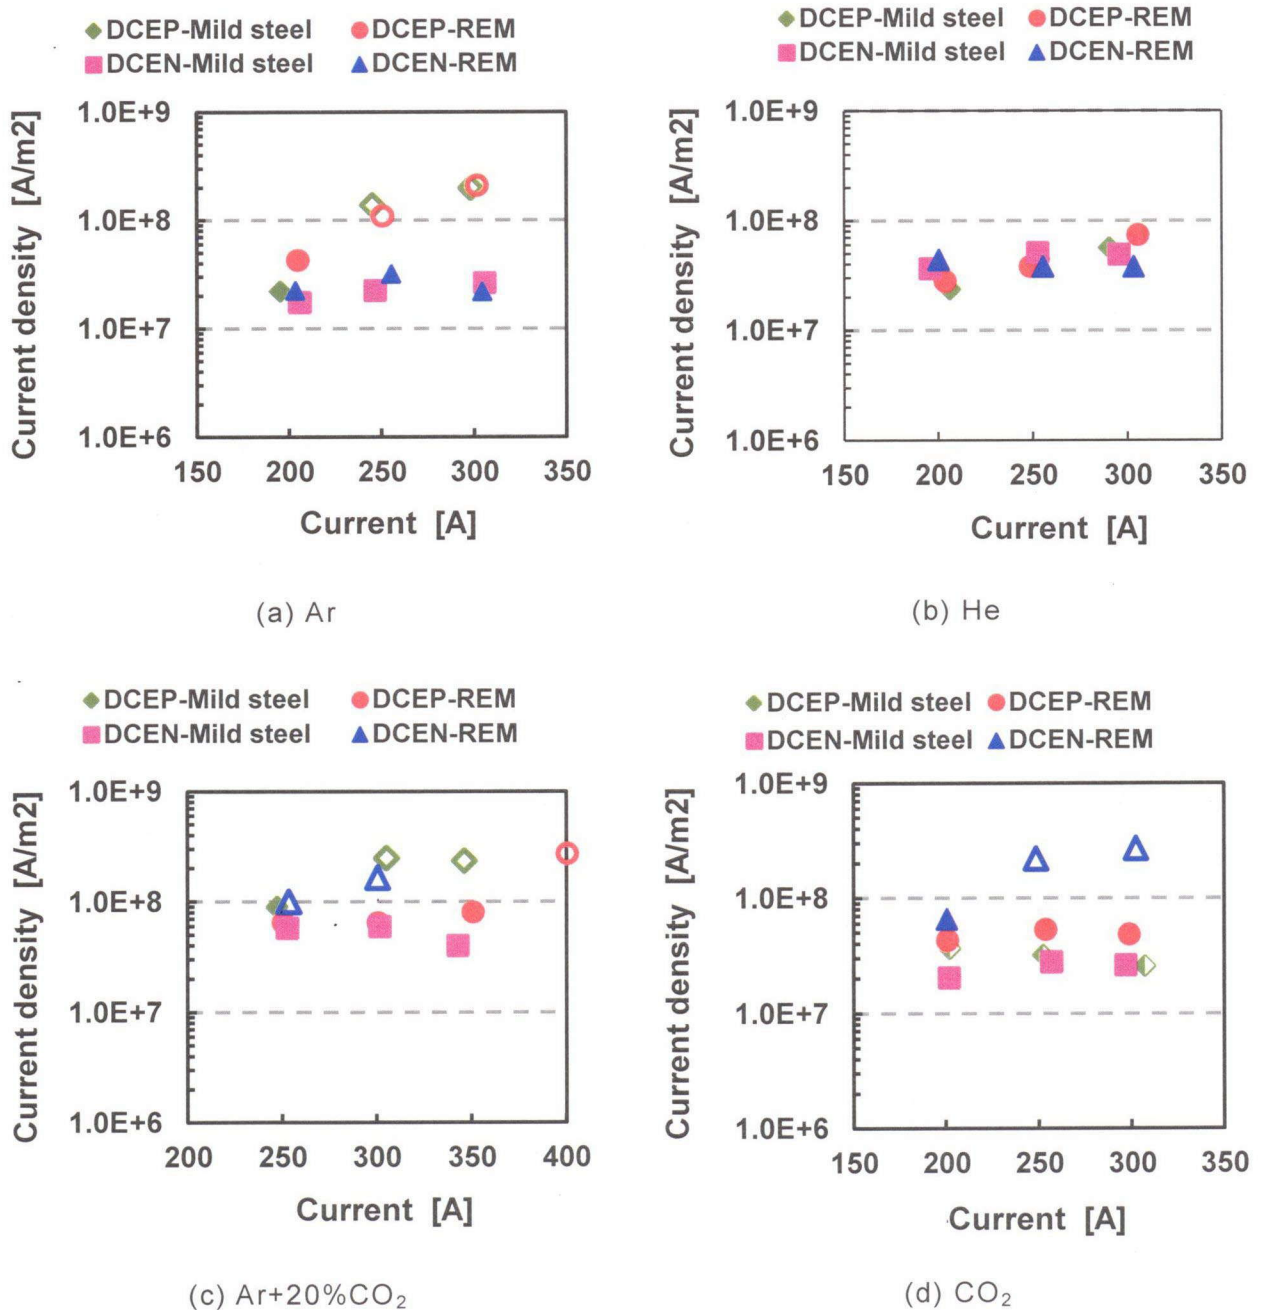 DCEP-Mild steel DCEP-REM
DCEN-Mild steel DCEN-REM
Current density [A/m2]
1.0E+9
1.0E+8
1.0E+7
1.0E+6
150 200 250 300 350
Current [A]
(a) Ar
DCEP-Mild steel DCEP-REM
DCEN-Mild steel DCEN-REM
Current density [A/m2]
1.0E+9
1.0E+8
1.0E+7
1.0E+6
150 200 250 300 350
Current [A]
(b) He
DCEP-Mild steel DCEP-REM
DCEN-Mild steel DCEN-REM
Current density [A/m2]
1.0E+9
1.0E+8
1.0E+7
1.0E+6
200 250 300 350 400
Current [A]
(c) Ar+20%CO₂
DCEP-Mild steel DCEP-REM
DCEN-Mild steel DCEN-REM
Current density [A/m2]
1.0E+9
1.0E+8
1.0E+7
1.0E+6
150 200 250 300 350
Current [A]
(d) CO₂